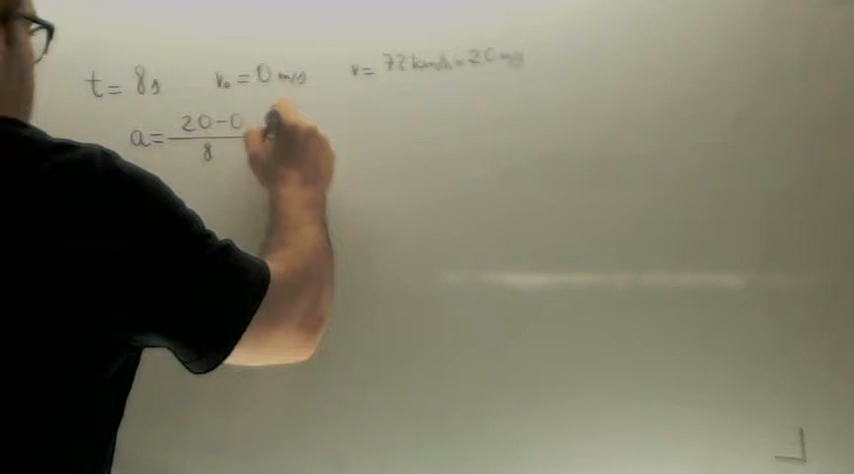 t= 8s v₀ = 0 m/s v= 72 km/h = 20 m/s
a= 20-0 / 8